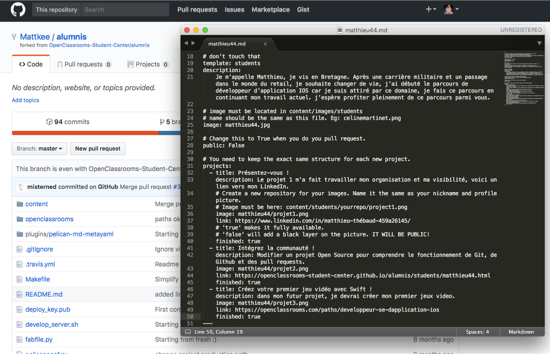 This repository
Search
Pull requests Issues Marketplace Gist
Mattkee / alumnis
forked from OpenClassrooms-Student-Center/alumnis
Code
Pull requests 0
Projects 0
No description, website, or topics provided.
Add topics
94 commits
5
Branch: master
New pull request
This branch is even with OpenClassrooms-Student-Center
misterned committed on GitHub Merge pull request #3
content
Merge
openclassrooms
paths ok
plugins/pelican-md-metayaml
Starting
.gitignore
Ignore
.travis.yml
Makefile
Simplify
README.md
added
deploy_key.pub
First
develop_server.sh
Starting
fabfile.py
Starting from fresh :)
8 months ago
matthieu44.md
UNREGISTERED
matthieu44.md
# don't touch that
19 template: students
20 description:
21 Je m'appelle Matthieu, je vis en Bretagne. Après une carrière militaire et un passage
dans le monde du retail, je souhaite changer de vie, j'ai débuté le parcours de
développeur d'application IOS car je suis attiré par ce domaine, je fais ce parcours en
continuant mon travail actuel. j'espère profiter pleinement de ce parcours parmi vous.
22
23 # image must be located in content/images/students
24 # name should be the same as this file. Eg: celinemartinet.png
25 image: matthieu44.jpg
26
27 # Change this to True when you do you pull request.
28 public: False
29
30 # You need to keep the exact same structure for each new project.
31 projects:
32 - title: Présentez-vous !
33 description: Le projet 1 m'a fait travailler mon organisation et ma visibilité, voici un
lien vers mon LinkedIn.
34 # Create a new repository for your images. Name it the same as your nickname and profile
picture.
35 # Image must be here: content/students/yourrepo/project1.png
36 image: matthieu44/projet1.png
37 link: https://www.linkedin.com/in/matthieu-thébaud-459a26145/
38 # 'true' makes it fully available.
39 # 'false' will add a black layer on the picture. IT WILL BE PUBLIC!
40 finished: true
41 - title: Intégrez la communauté !
42 description: Modifier un projet Open Source pour comprendre le fonctionnement de Git, de
Github et des pull requests.
43 image: matthieu44/projet2.png
44 link: https://openclassrooms-student-center.github.io/alumnis/students/matthieu44.html
45 finished: true
46 - title: Créez votre premier jeu vidéo avec Swift !
47 description: dans mon futur projet, je devrai créer mon premier jeux video.
48 image: matthieu44/projet3.png
49 link: https://openclassrooms.com/paths/developpeur-se-dapplication-ios
50 finished: true
51 ---
Line 50, Column 19
Spaces: 4
Markdown